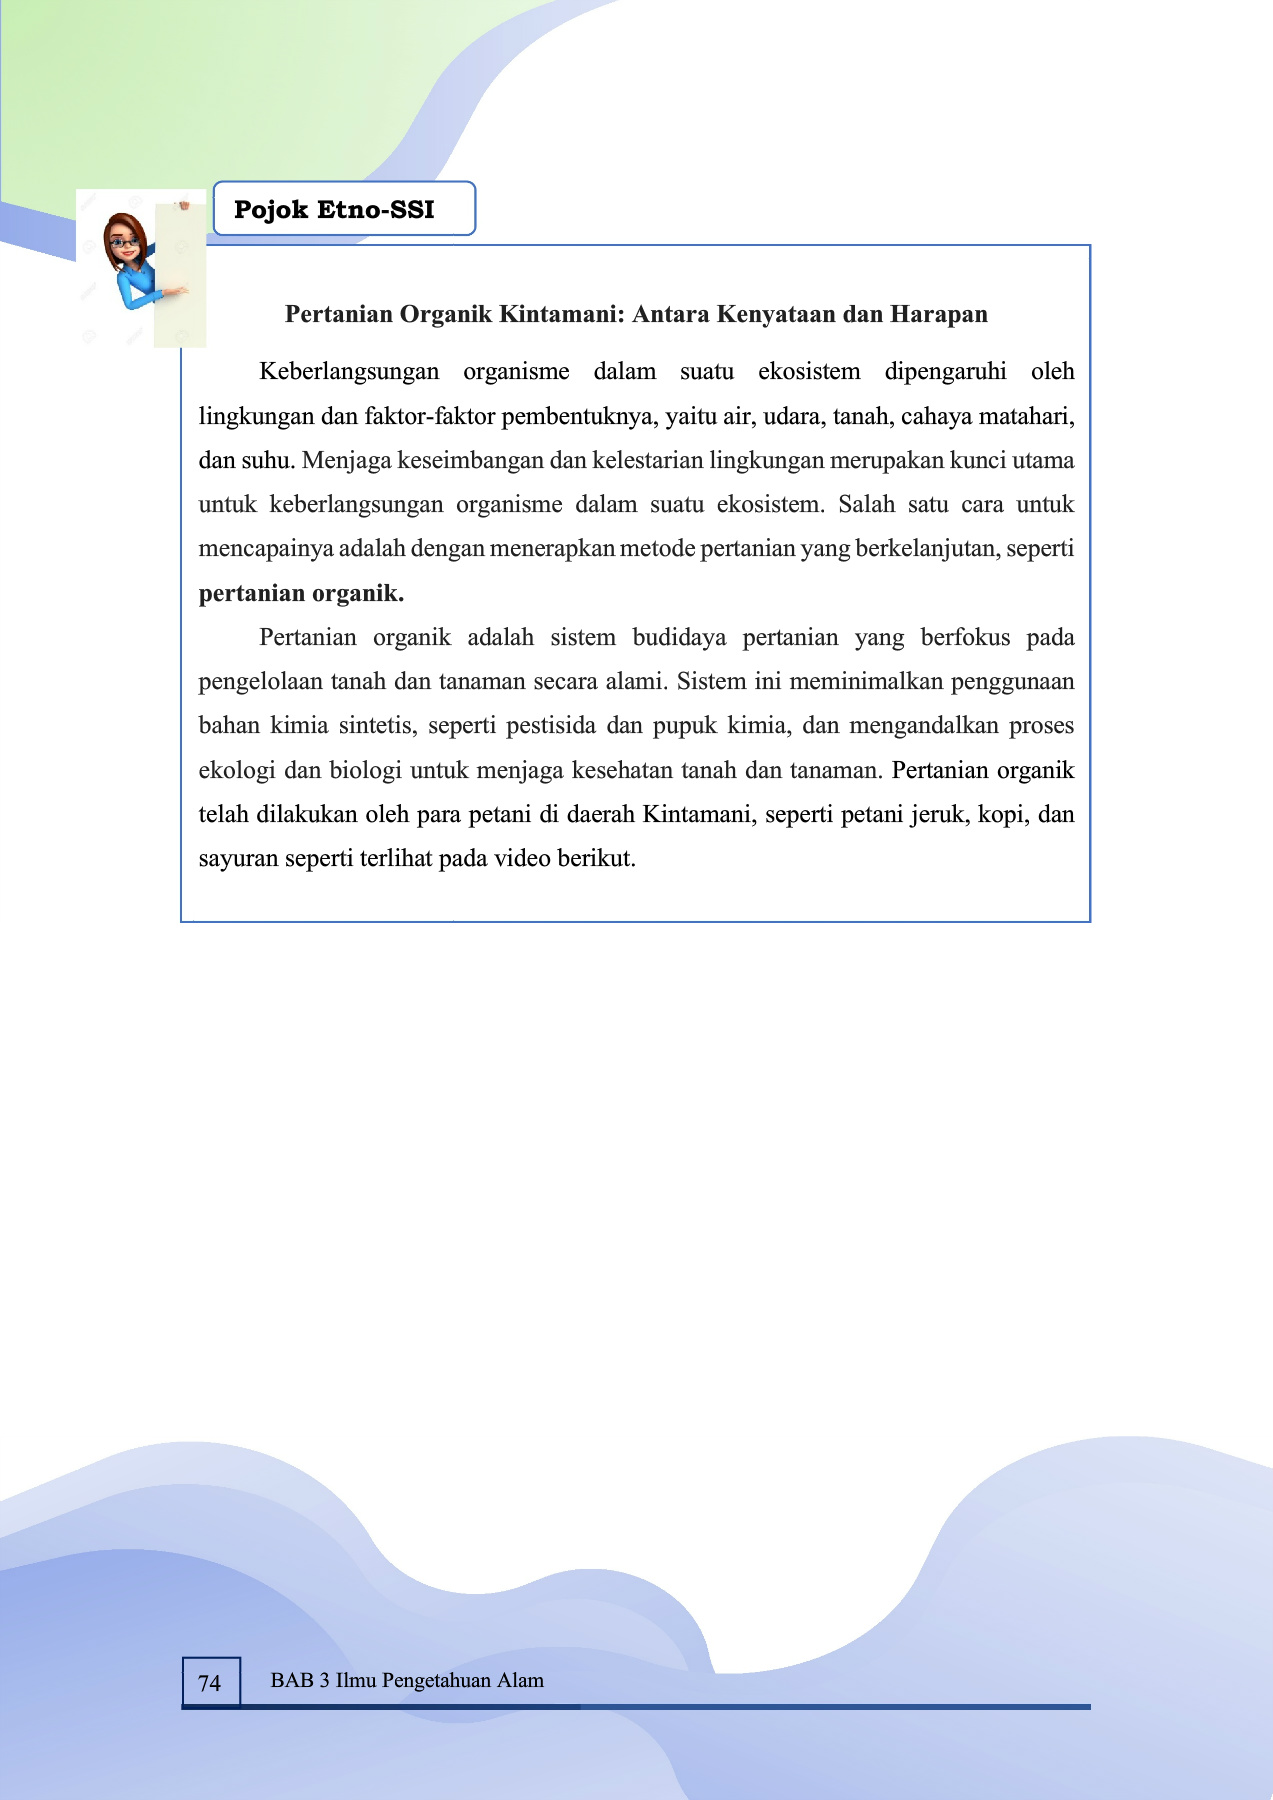 Pojok Etno-SSI
Pertanian Organik Kintamani: Antara Kenyataan dan Harapan
Keberlangsungan organisme dalam suatu ekosistem dipengaruhi oleh
lingkungan dan faktor-faktor pembentuknya, yaitu air, udara, tanah, cahaya matahari,
dan suhu. Menjaga keseimbangan dan kelestarian lingkungan merupakan kunci utama
untuk keberlangsungan organisme dalam suatu ekosistem. Salah satu cara untuk
mencapainya adalah dengan menerapkan metode pertanian yang berkelanjutan, seperti
pertanian organik.
Pertanian organik adalah sistem budidaya pertanian yang berfokus pada
pengelolaan tanah dan tanaman secara alami. Sistem ini meminimalkan penggunaan
bahan kimia sintetis, seperti pestisida dan pupuk kimia, dan mengandalkan proses
ekologi dan biologi untuk menjaga kesehatan tanah dan tanaman. Pertanian organik
telah dilakukan oleh para petani di daerah Kintamani, seperti petani jeruk, kopi, dan
sayuran seperti terlihat pada video berikut.
74
BAB 3 Ilmu Pengetahuan Alam